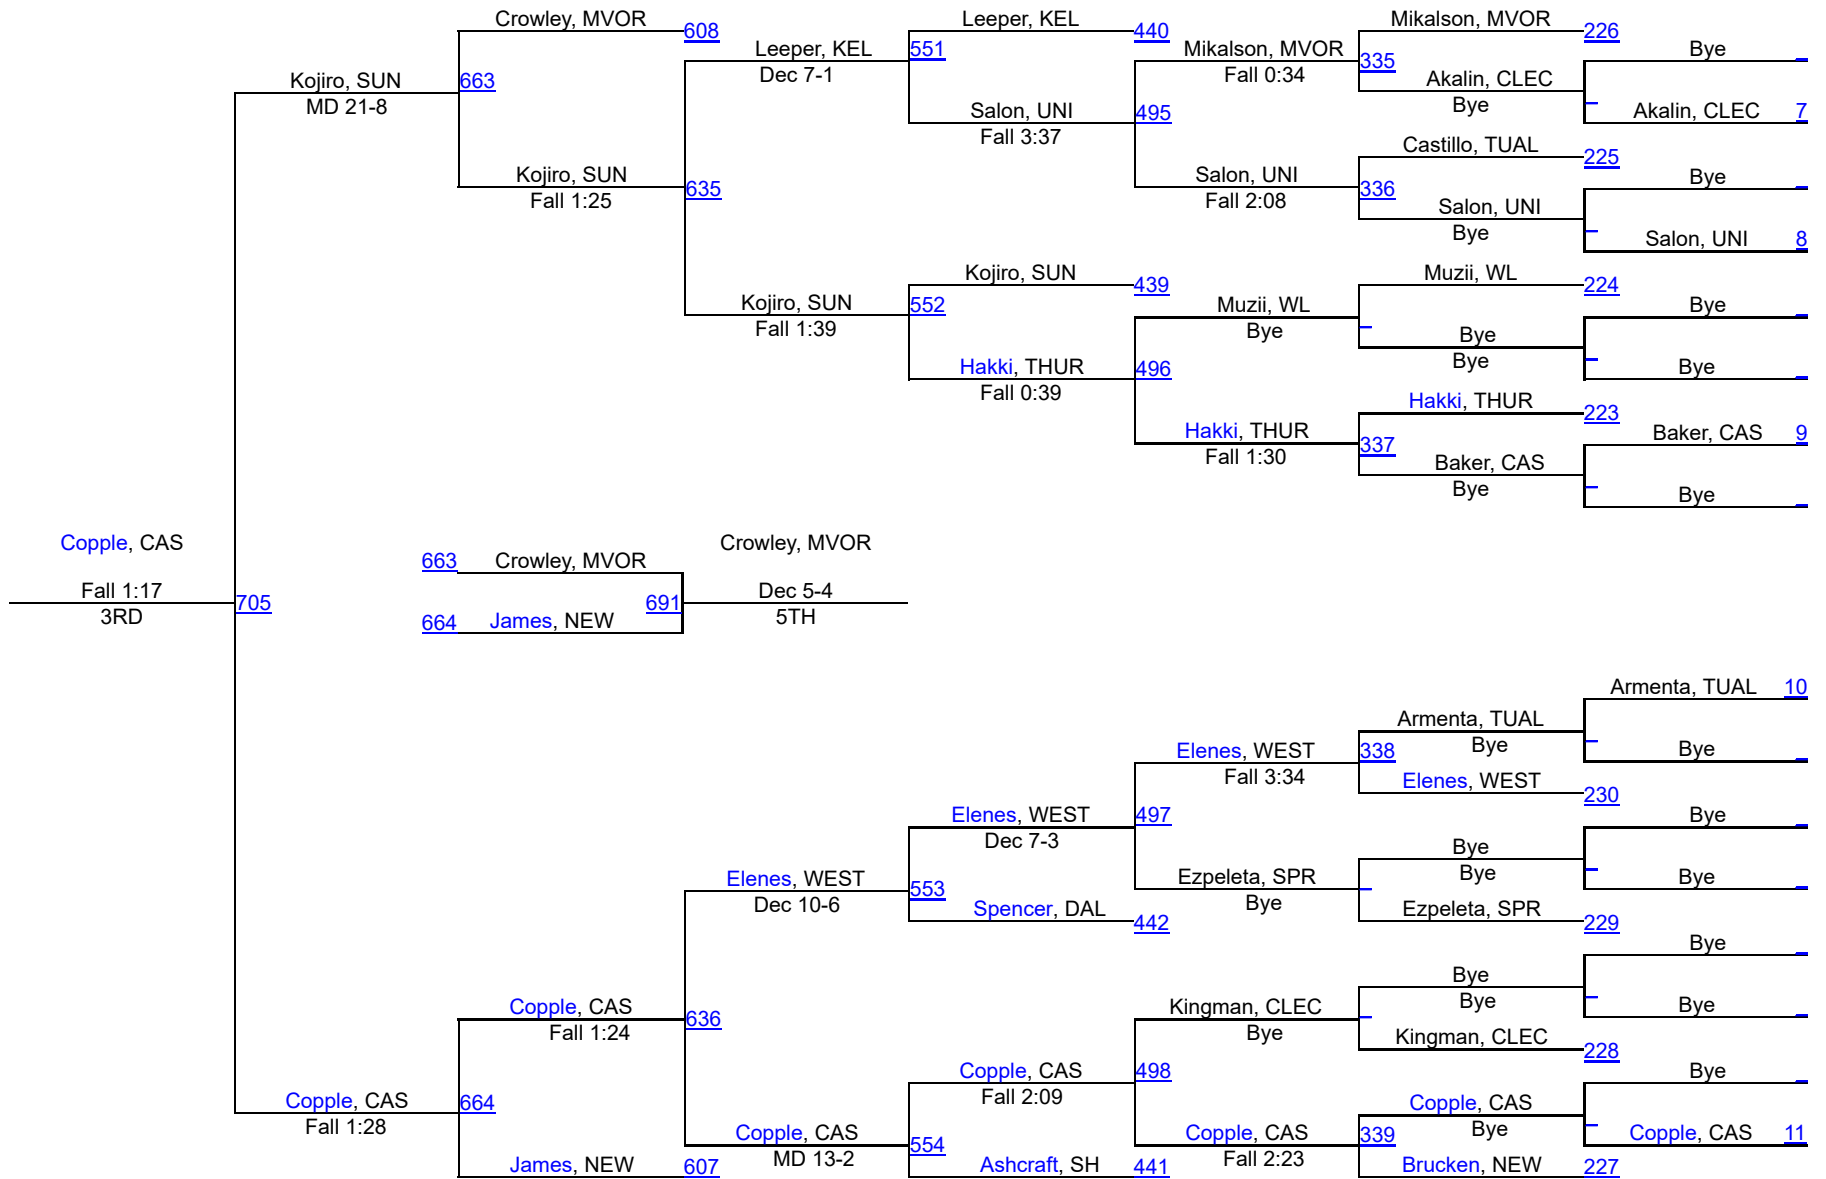 Crowley, MVOR 608
Leeper, KEL 440
Mikalson, MVOR 226
Leeper, KEL 551
Dec 7-1
Mikalson, MVOR 335
Fall 0:34
Bye
Kojiro, SUN 663
MD 21-8
Akalin, CLEC
Bye
Salon, UNI 495
Fall 3:37
Akalin, CLEC 7
Castillo, TUAL 225
Kojiro, SUN 635
Fall 1:25
Salon, UNI 336
Fall 2:08
Bye
Salon, UNI
Bye
Salon, UNI 8
Kojiro, SUN 439
Muzii, WL 224
Kojiro, SUN 552
Fall 1:39
Muzii, WL
Bye
Bye
Bye
Bye
Hakki, THUR 496
Fall 0:39
Bye
Hakki, THUR 223
Hakki, THUR 337
Fall 1:30
Baker, CAS 9
Baker, CAS
Bye
Bye
Copple, CAS
Fall 1:17
3RD
705
663 Crowley, MVOR
664 James, NEW
691
Crowley, MVOR
Dec 5-4
5TH
Armenta, TUAL 10
Armenta, TUAL
Bye
Elenes, WEST 338
Fall 3:34
Bye
Elenes, WEST 230
Elenes, WEST 497
Dec 7-3
Bye
Bye
Bye
Elenes, WEST 553
Dec 10-6
Ezpeleta, SPR
Bye
Bye
Spencer, DAL 442
Ezpeleta, SPR 229
Bye
Bye
Bye
Copple, CAS 636
Fall 1:24
Kingman, CLEC
Bye
Bye
Kingman, CLEC 228
Copple, CAS 498
Fall 2:09
Bye
Copple, CAS 664
Fall 1:28
Copple, CAS
Bye
Copple, CAS 554
MD 13-2
Copple, CAS 339
Fall 2:23
Copple, CAS 11
James, NEW 607
Ashcraft, SH 441
Brucken, NEW 227